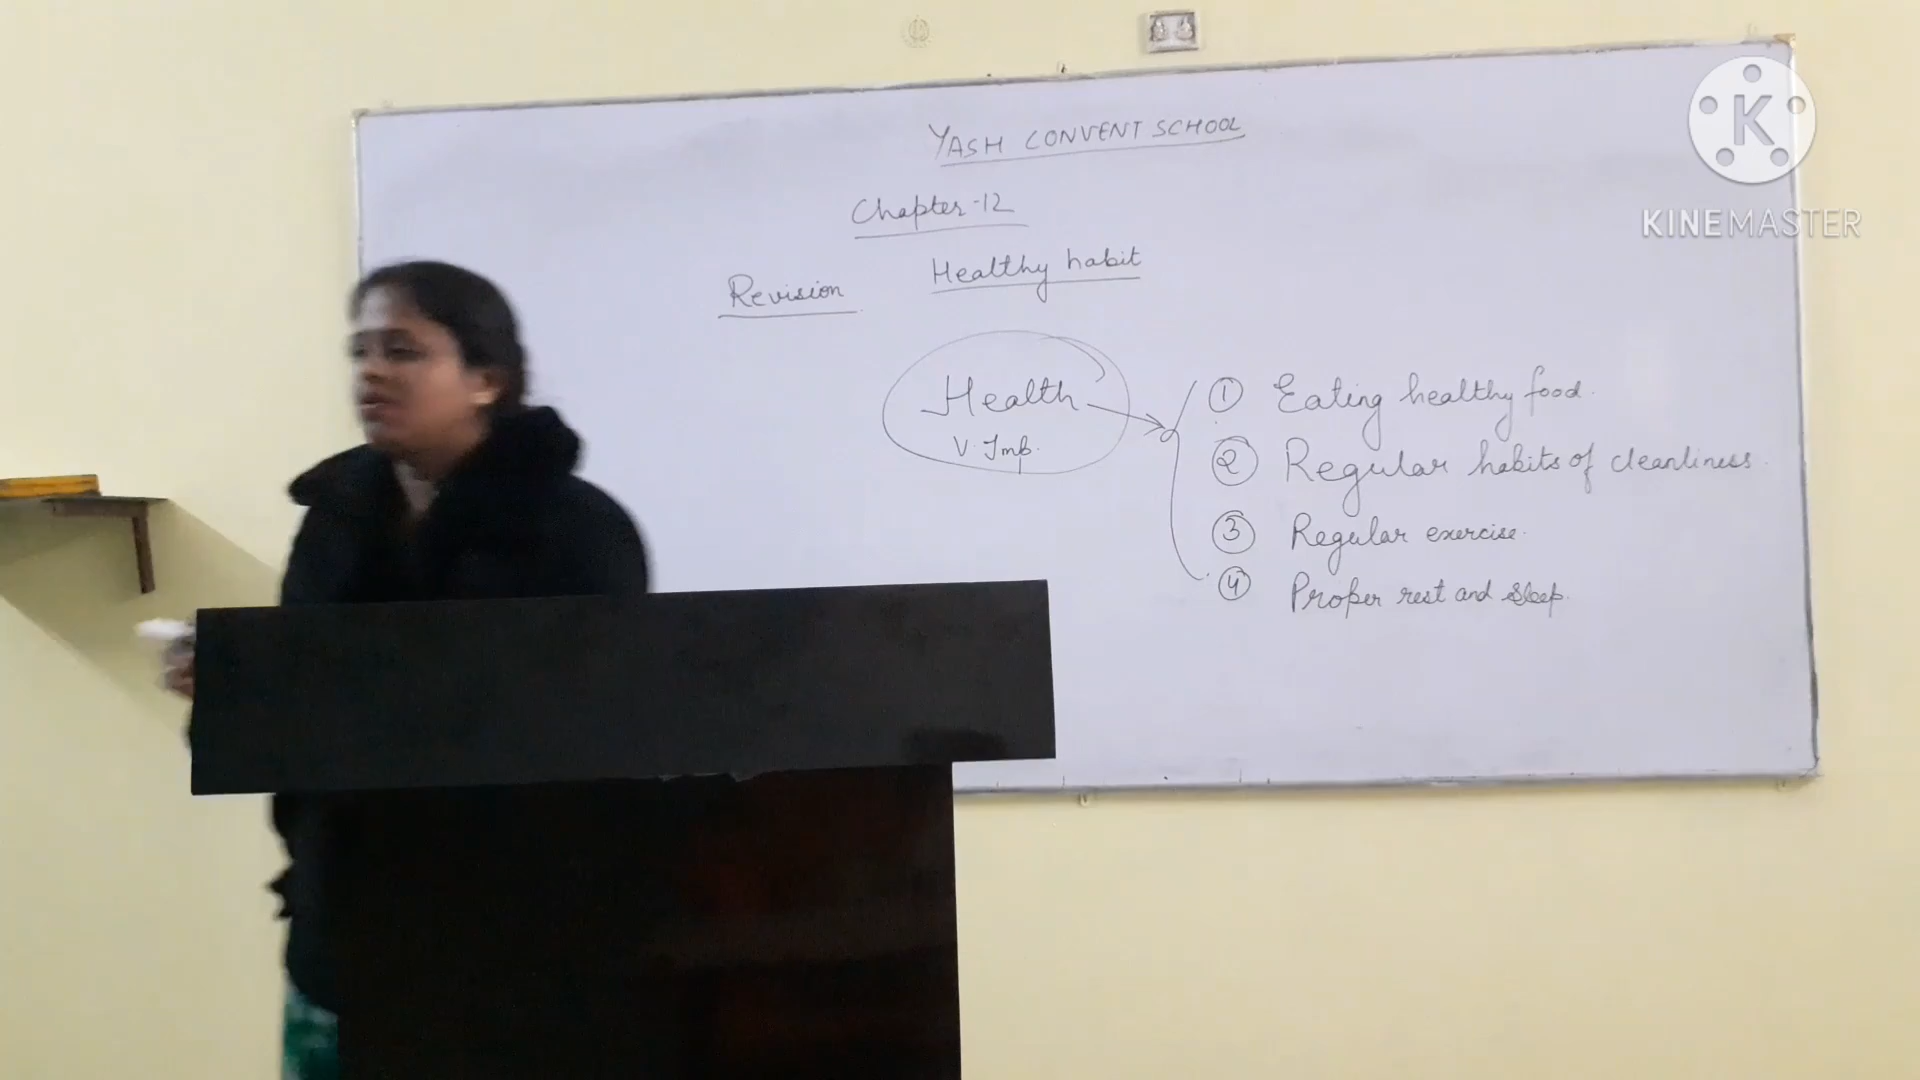 YASH CONVENT SCHOOL
Chapter-12
Healthy habit
Revision
Health
V. Imp.
① Eating healthy food.
② Regular habits of cleanliness.
③ Regular exercise.
④ Proper rest and sleep.
K
KINEMASTER